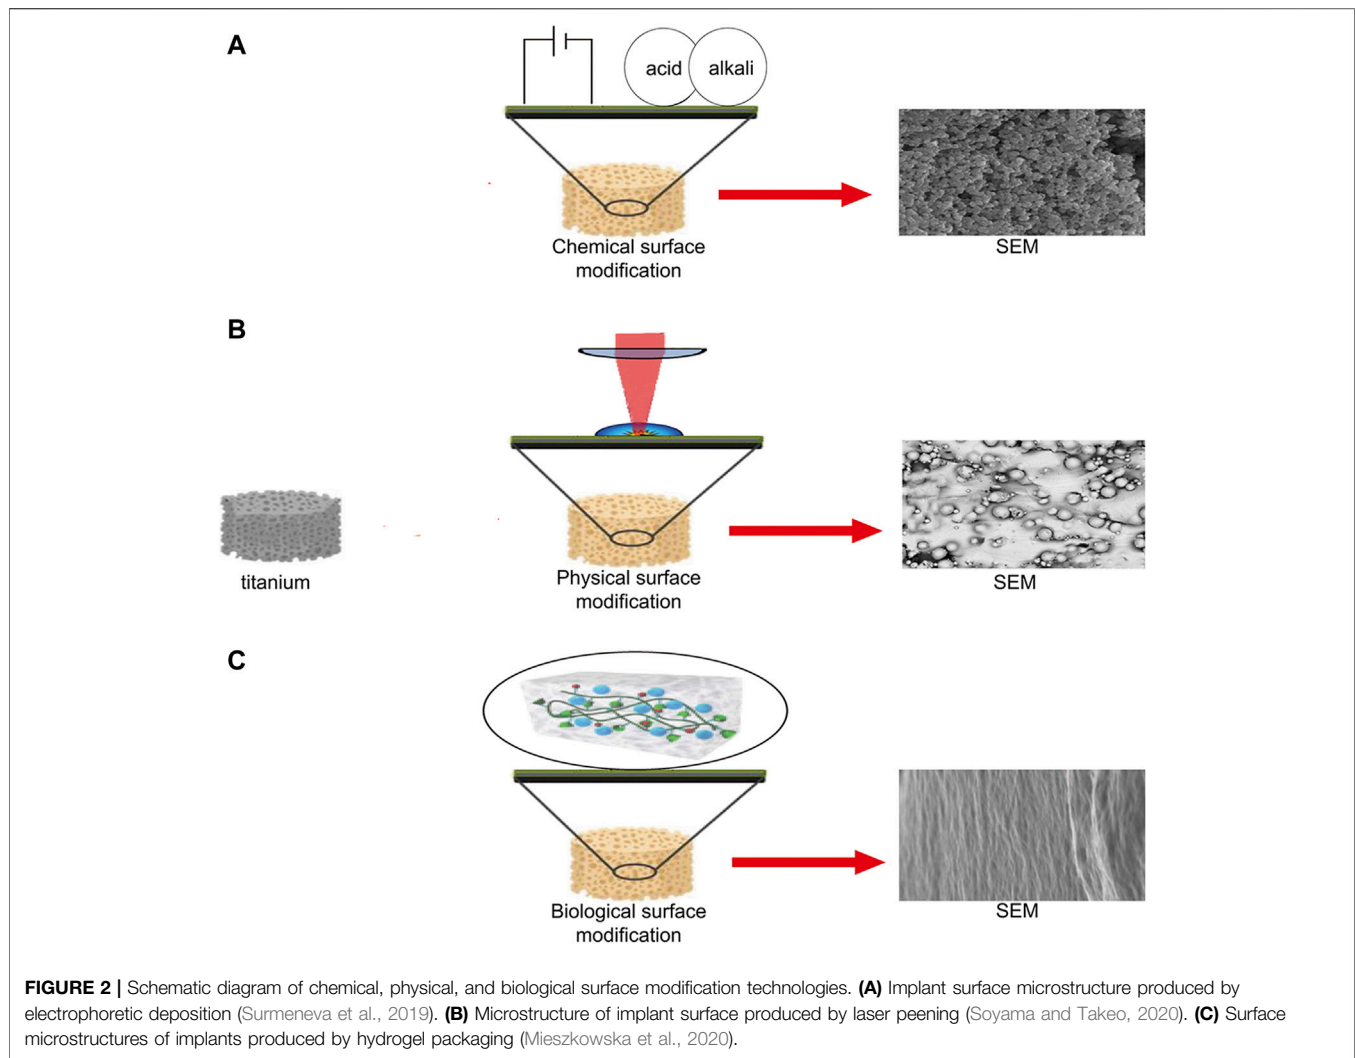 A
acid
alkali
Chemical surface
modification
SEM
B
titanium
Physical surface
modification
SEM
C
Biological surface
modification
SEM
FIGURE 2 | Schematic diagram of chemical, physical, and biological surface modification technologies. (A) Implant surface microstructure produced by
electrophoretic deposition (Surmeneva et al., 2019). (B) Microstructure of implant surface produced by laser peening (Soyama and Takeo, 2020). (C) Surface
microstructures of implants produced by hydrogel packaging (Mieszkowska et al., 2020).